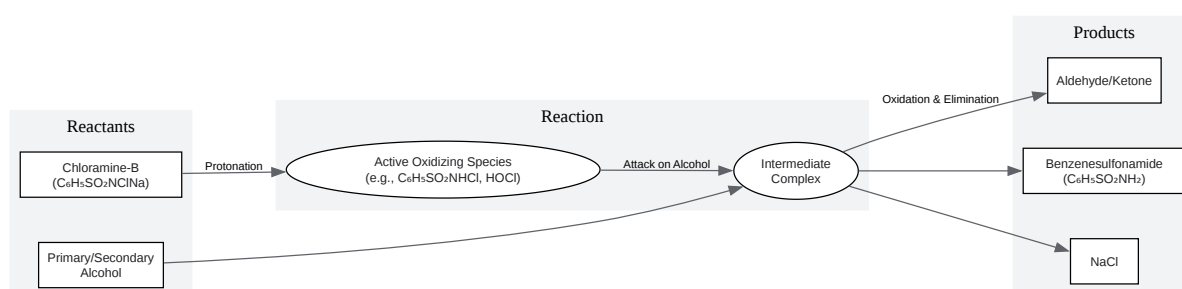 Reactants
Chloramine-B
(C₆H₅SO₂NClNa)
Primary/Secondary
Alcohol
Protonation
Reaction
Active Oxidizing Species
(e.g., C₆H₅SO₂NHCl, HOCl)
Attack on Alcohol
Intermediate
Complex
Oxidation & Elimination
Products
Aldehyde/Ketone
Benzenesulfonamide
(C₆H₅SO₂NH₂)
NaCl